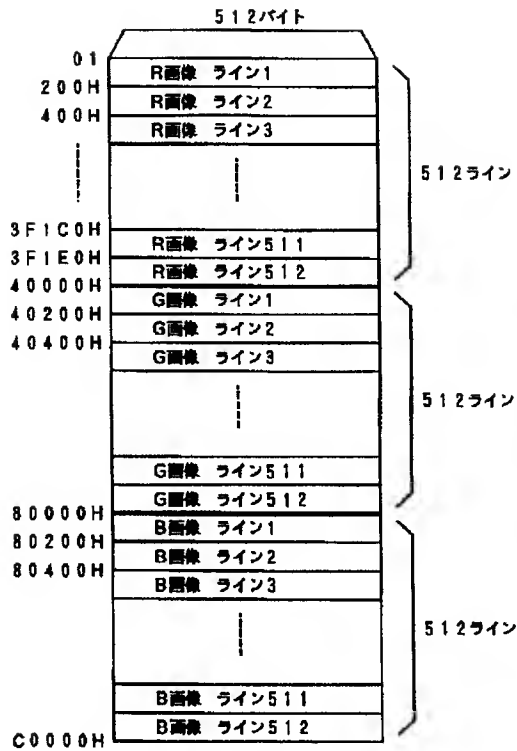 512バイト
01
R画像 ライン1
200H
R画像 ライン2
400H
R画像 ライン3
512ライン
3F1C0H
R画像 ライン511
3F1E0H
R画像 ライン512
40000H
G画像 ライン1
40200H
G画像 ライン2
40400H
G画像 ライン3
512ライン
G画像 ライン511
G画像 ライン512
80000H
B画像 ライン1
80200H
B画像 ライン2
80400H
B画像 ライン3
512ライン
B画像 ライン511
B画像 ライン512
C0000H